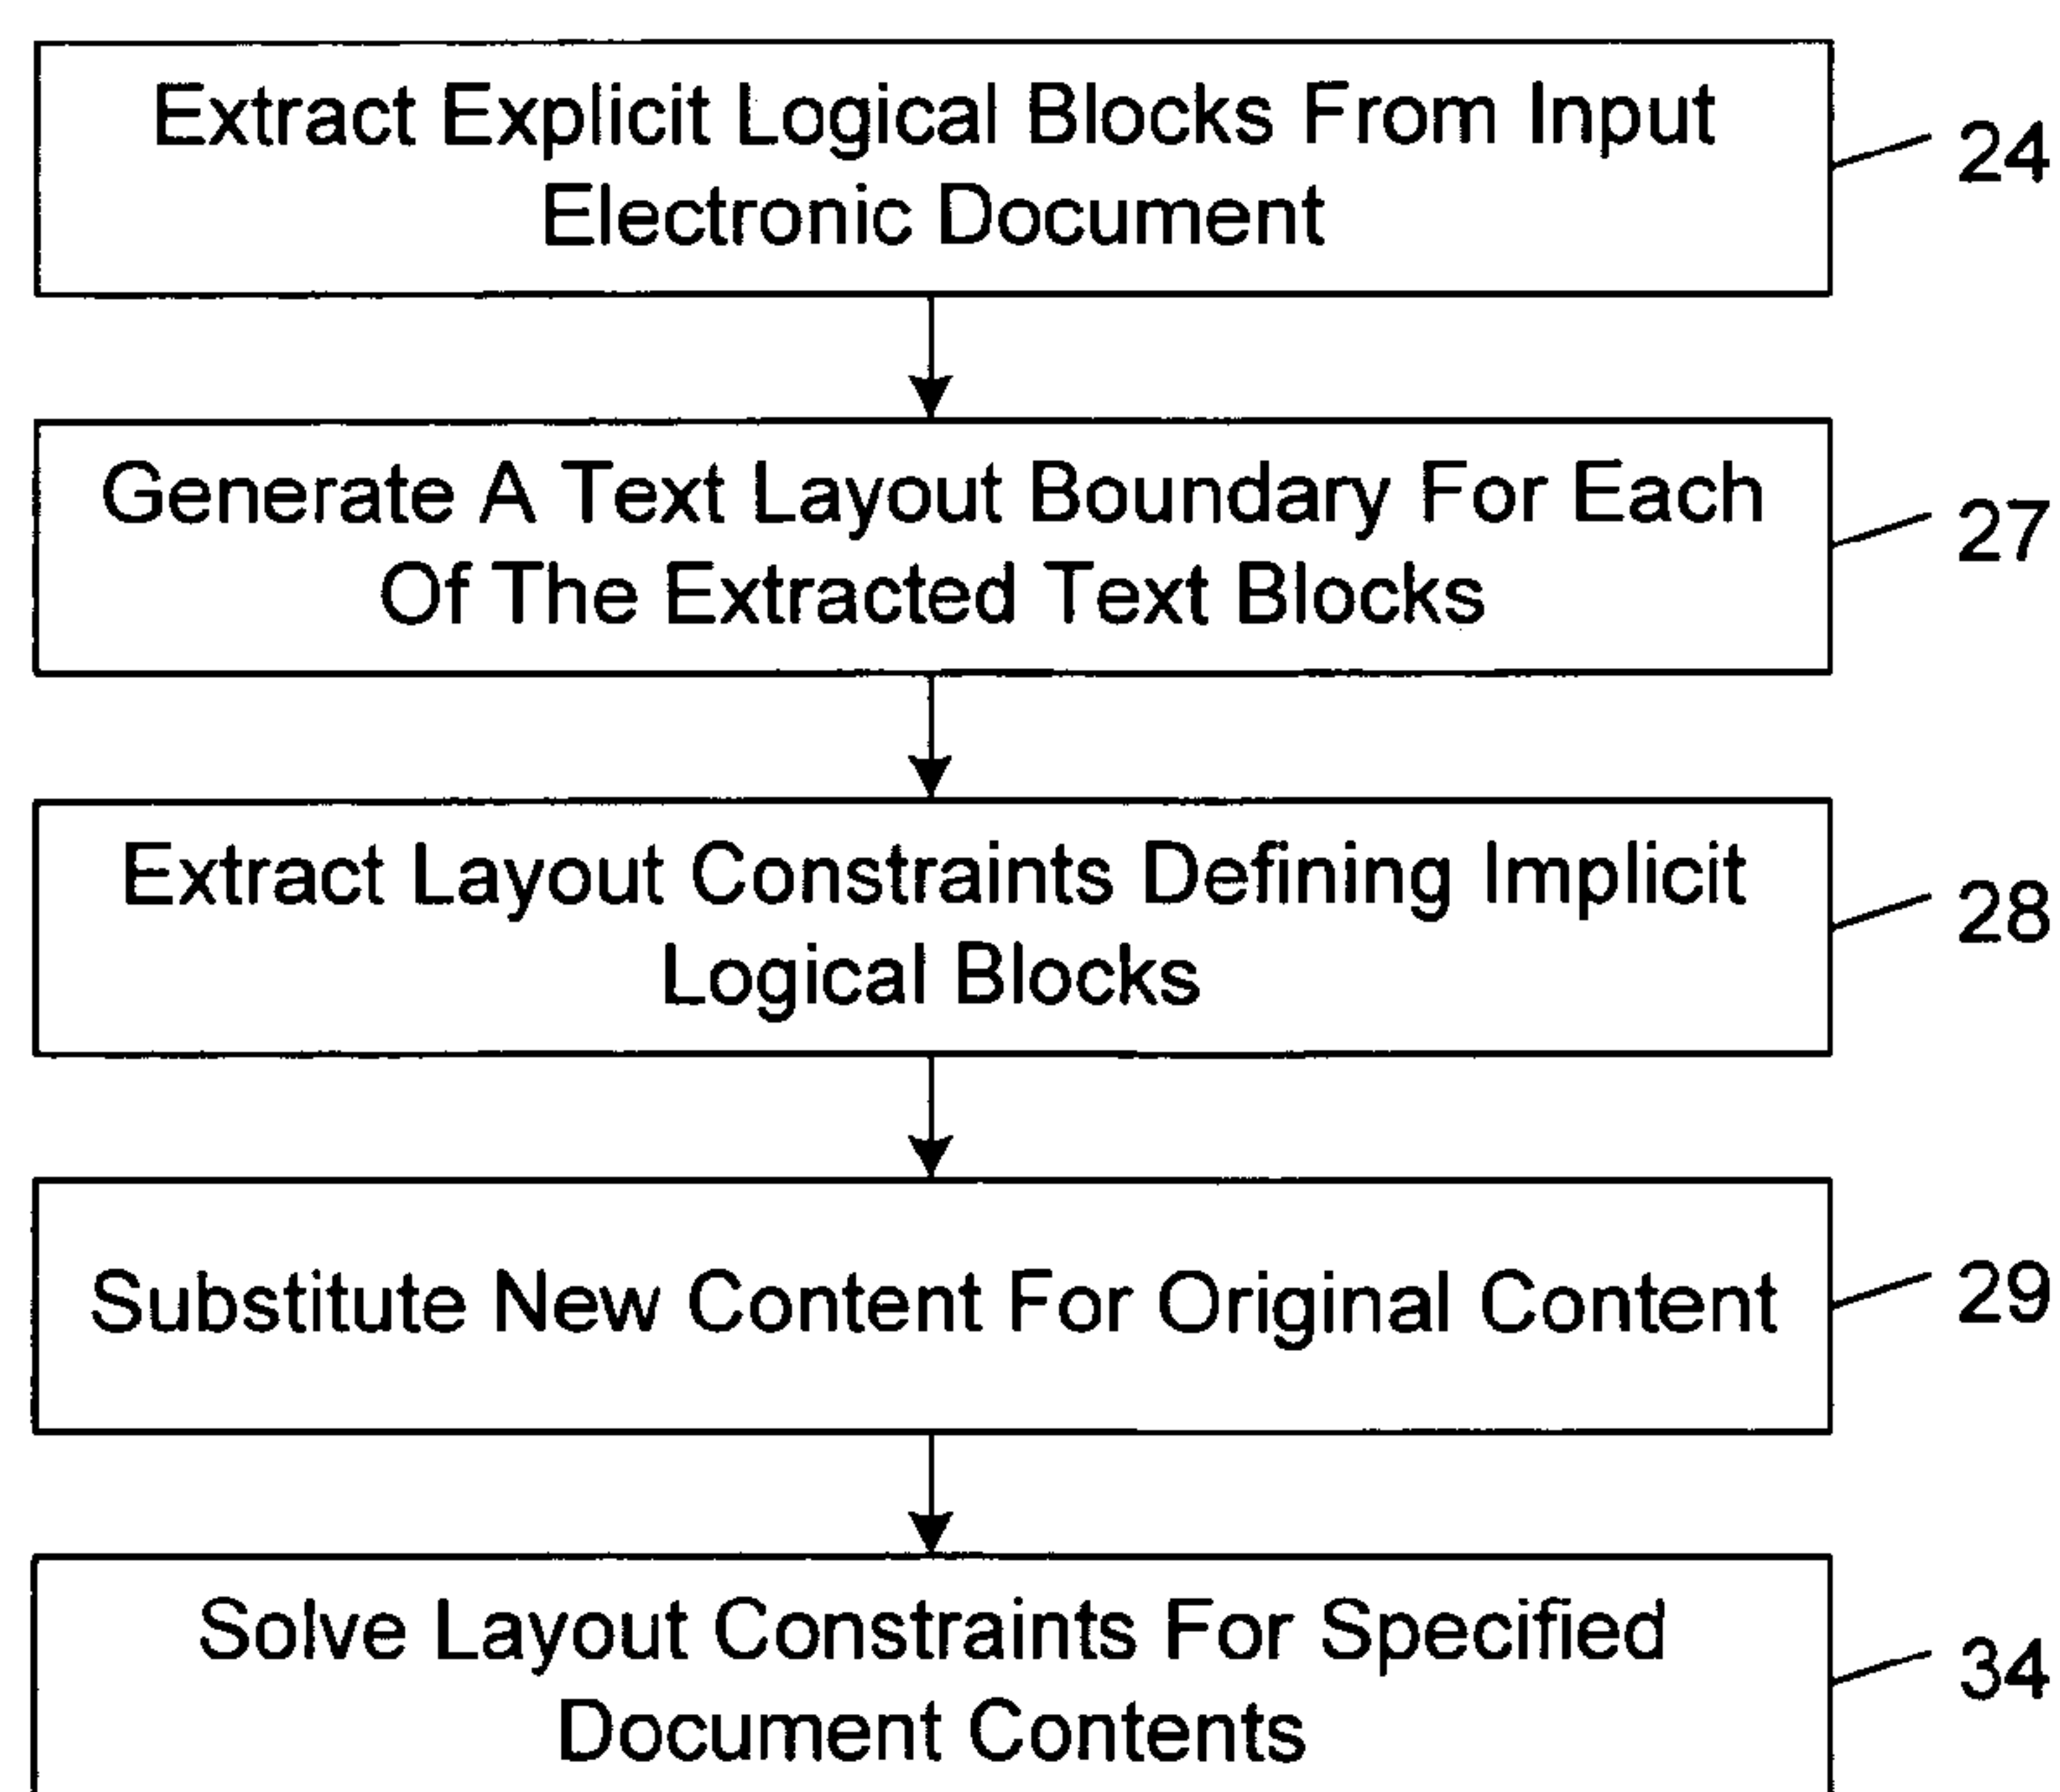 Extract Explicit Logical Blocks From Input
Electronic Document
24
Generate A Text Layout Boundary For Each
Of The Extracted Text Blocks
27
Extract Layout Constraints Defining Implicit
Logical Blocks
28
Substitute New Content For Original Content
29
Solve Layout Constraints For Specified
Document Contents
34